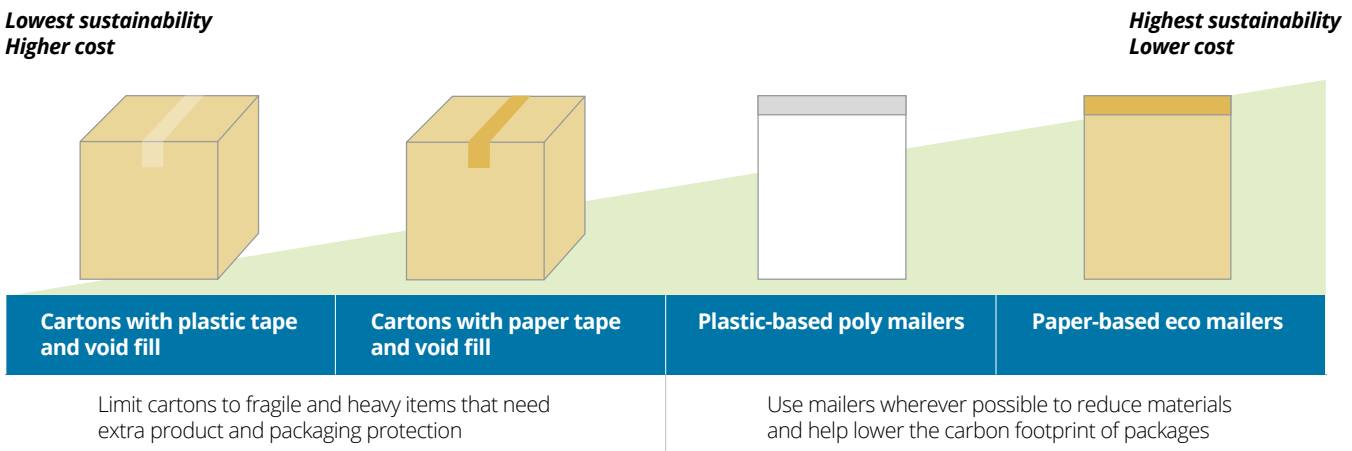 Lowest sustainability
Higher cost
Highest sustainability
Lower cost
Cartons with plastic tape
and void fill
Cartons with paper tape
and void fill
Plastic-based poly mailers
Paper-based eco mailers
Limit cartons to fragile and heavy items that need
extra product and packaging protection
Use mailers wherever possible to reduce materials
and help lower the carbon footprint of packages